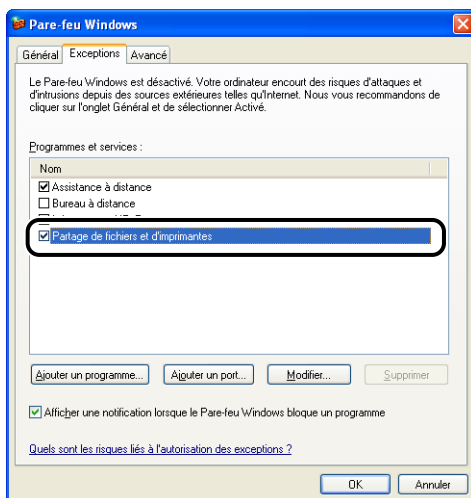 Pare-feu Windows
Général Exceptions Avancé
Le Pare-feu Windows est désactivé. Votre ordinateur encourt des risques d'attaques et
d'intrusions depuis des sources extérieures telles qu'Internet. Nous vous recommandons de
cliquer sur l'onglet Général et de sélectionner Activé.
Programmes et services :
Nom
Assistance à distance
Bureau à distance
Partage de fichiers et d'imprimantes
Ajouter un programme... Ajouter un port... Modifier... Supprimer
Afficher une notification lorsque le Pare-feu Windows bloque un programme
Quels sont les risques liés à l'autorisation des exceptions ?
OK Annuler